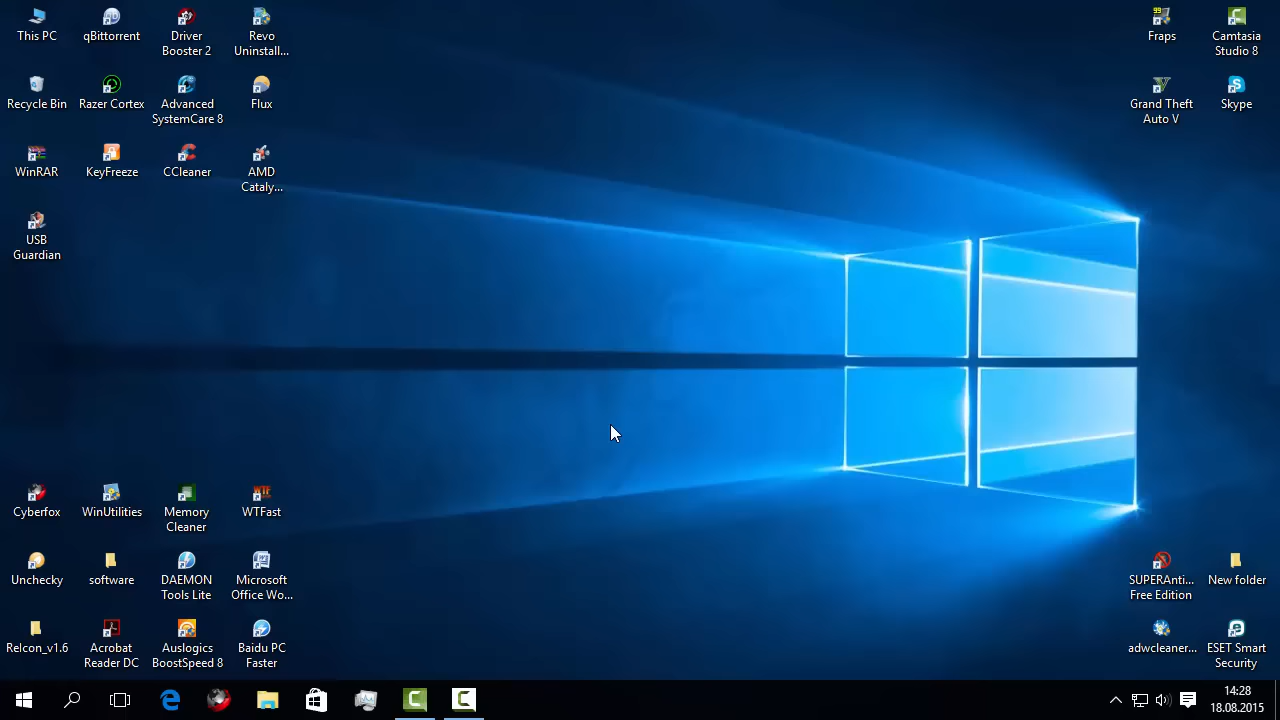 This PC
qBittorrent
Driver
Booster 2
Revo
Uninstall...
Fraps
Camtasia
Studio 8
Recycle Bin
Razer Cortex
Advanced
SystemCare 8
Flux
Grand Theft
Auto V
Skype
WinRAR
KeyFreeze
CCleaner
AMD
Cataly...
USB
Guardian
Cyberfox
WinUtilities
Memory
Cleaner
WTFast
Unchecky
software
DAEMON
Tools Lite
Microsoft
Office Wo...
SUPERAnti...
Free Edition
New folder
Relcon_v1.6
Acrobat
Reader DC
Auslogics
BoostSpeed 8
Baidu PC
Faster
adwcleaner...
ESET Smart
Security
14:28
18.08.2015